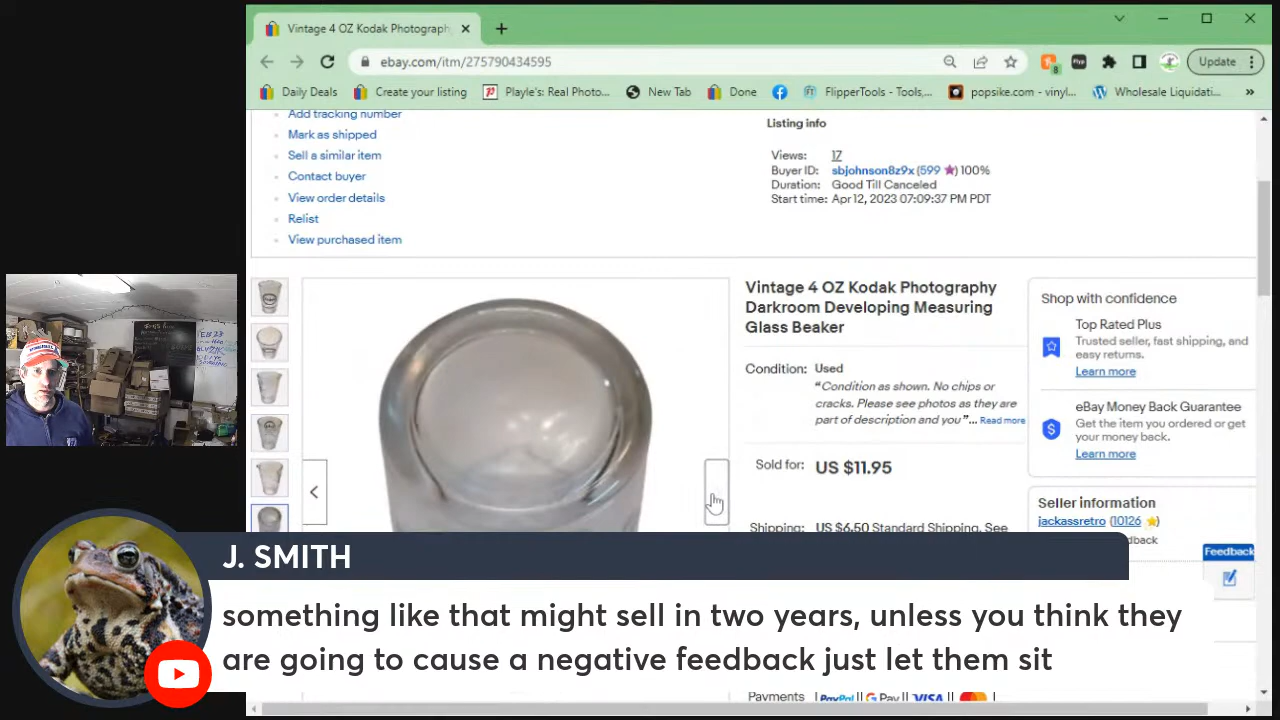 Vintage 4 OZ Kodak Photograph
ebay.com/itm/275790434595
Update
Daily Deals
Create your listing
Playle's: Real Photo...
New Tab
Done
FlipperTools - Tools,...
popsike.com - vinyl...
Wholesale Liquidati...
»
Add tracking number
Mark as shipped
Sell a similar item
Contact buyer
View order details
Relist
View purchased item
Listing info
Views: 17
Buyer ID: sbjohnson8z9x (599 ) 100%
Duration: Good Till Canceled
Start time: Apr 12, 2023 07:09:37 PM PDT
Vintage 4 OZ Kodak Photography
Darkroom Developing Measuring
Glass Beaker
Condition: Used
"Condition as shown. No chips or
cracks. Please see photos as they are
part of description and you"... Read more
Sold for: US $11.95
Shipping: US $6.50 Standard Shipping. See
Shop with confidence
Top Rated Plus
Trusted seller, fast shipping, and
easy returns.
Learn more
eBay Money Back Guarantee
Get the item you ordered or get
your money back.
Learn more
Seller information
jackassretro (10126 )
Feedback
J. SMITH
something like that might sell in two years, unless you think they
are going to cause a negative feedback just let them sit
Payments PayPal G Pay VISA